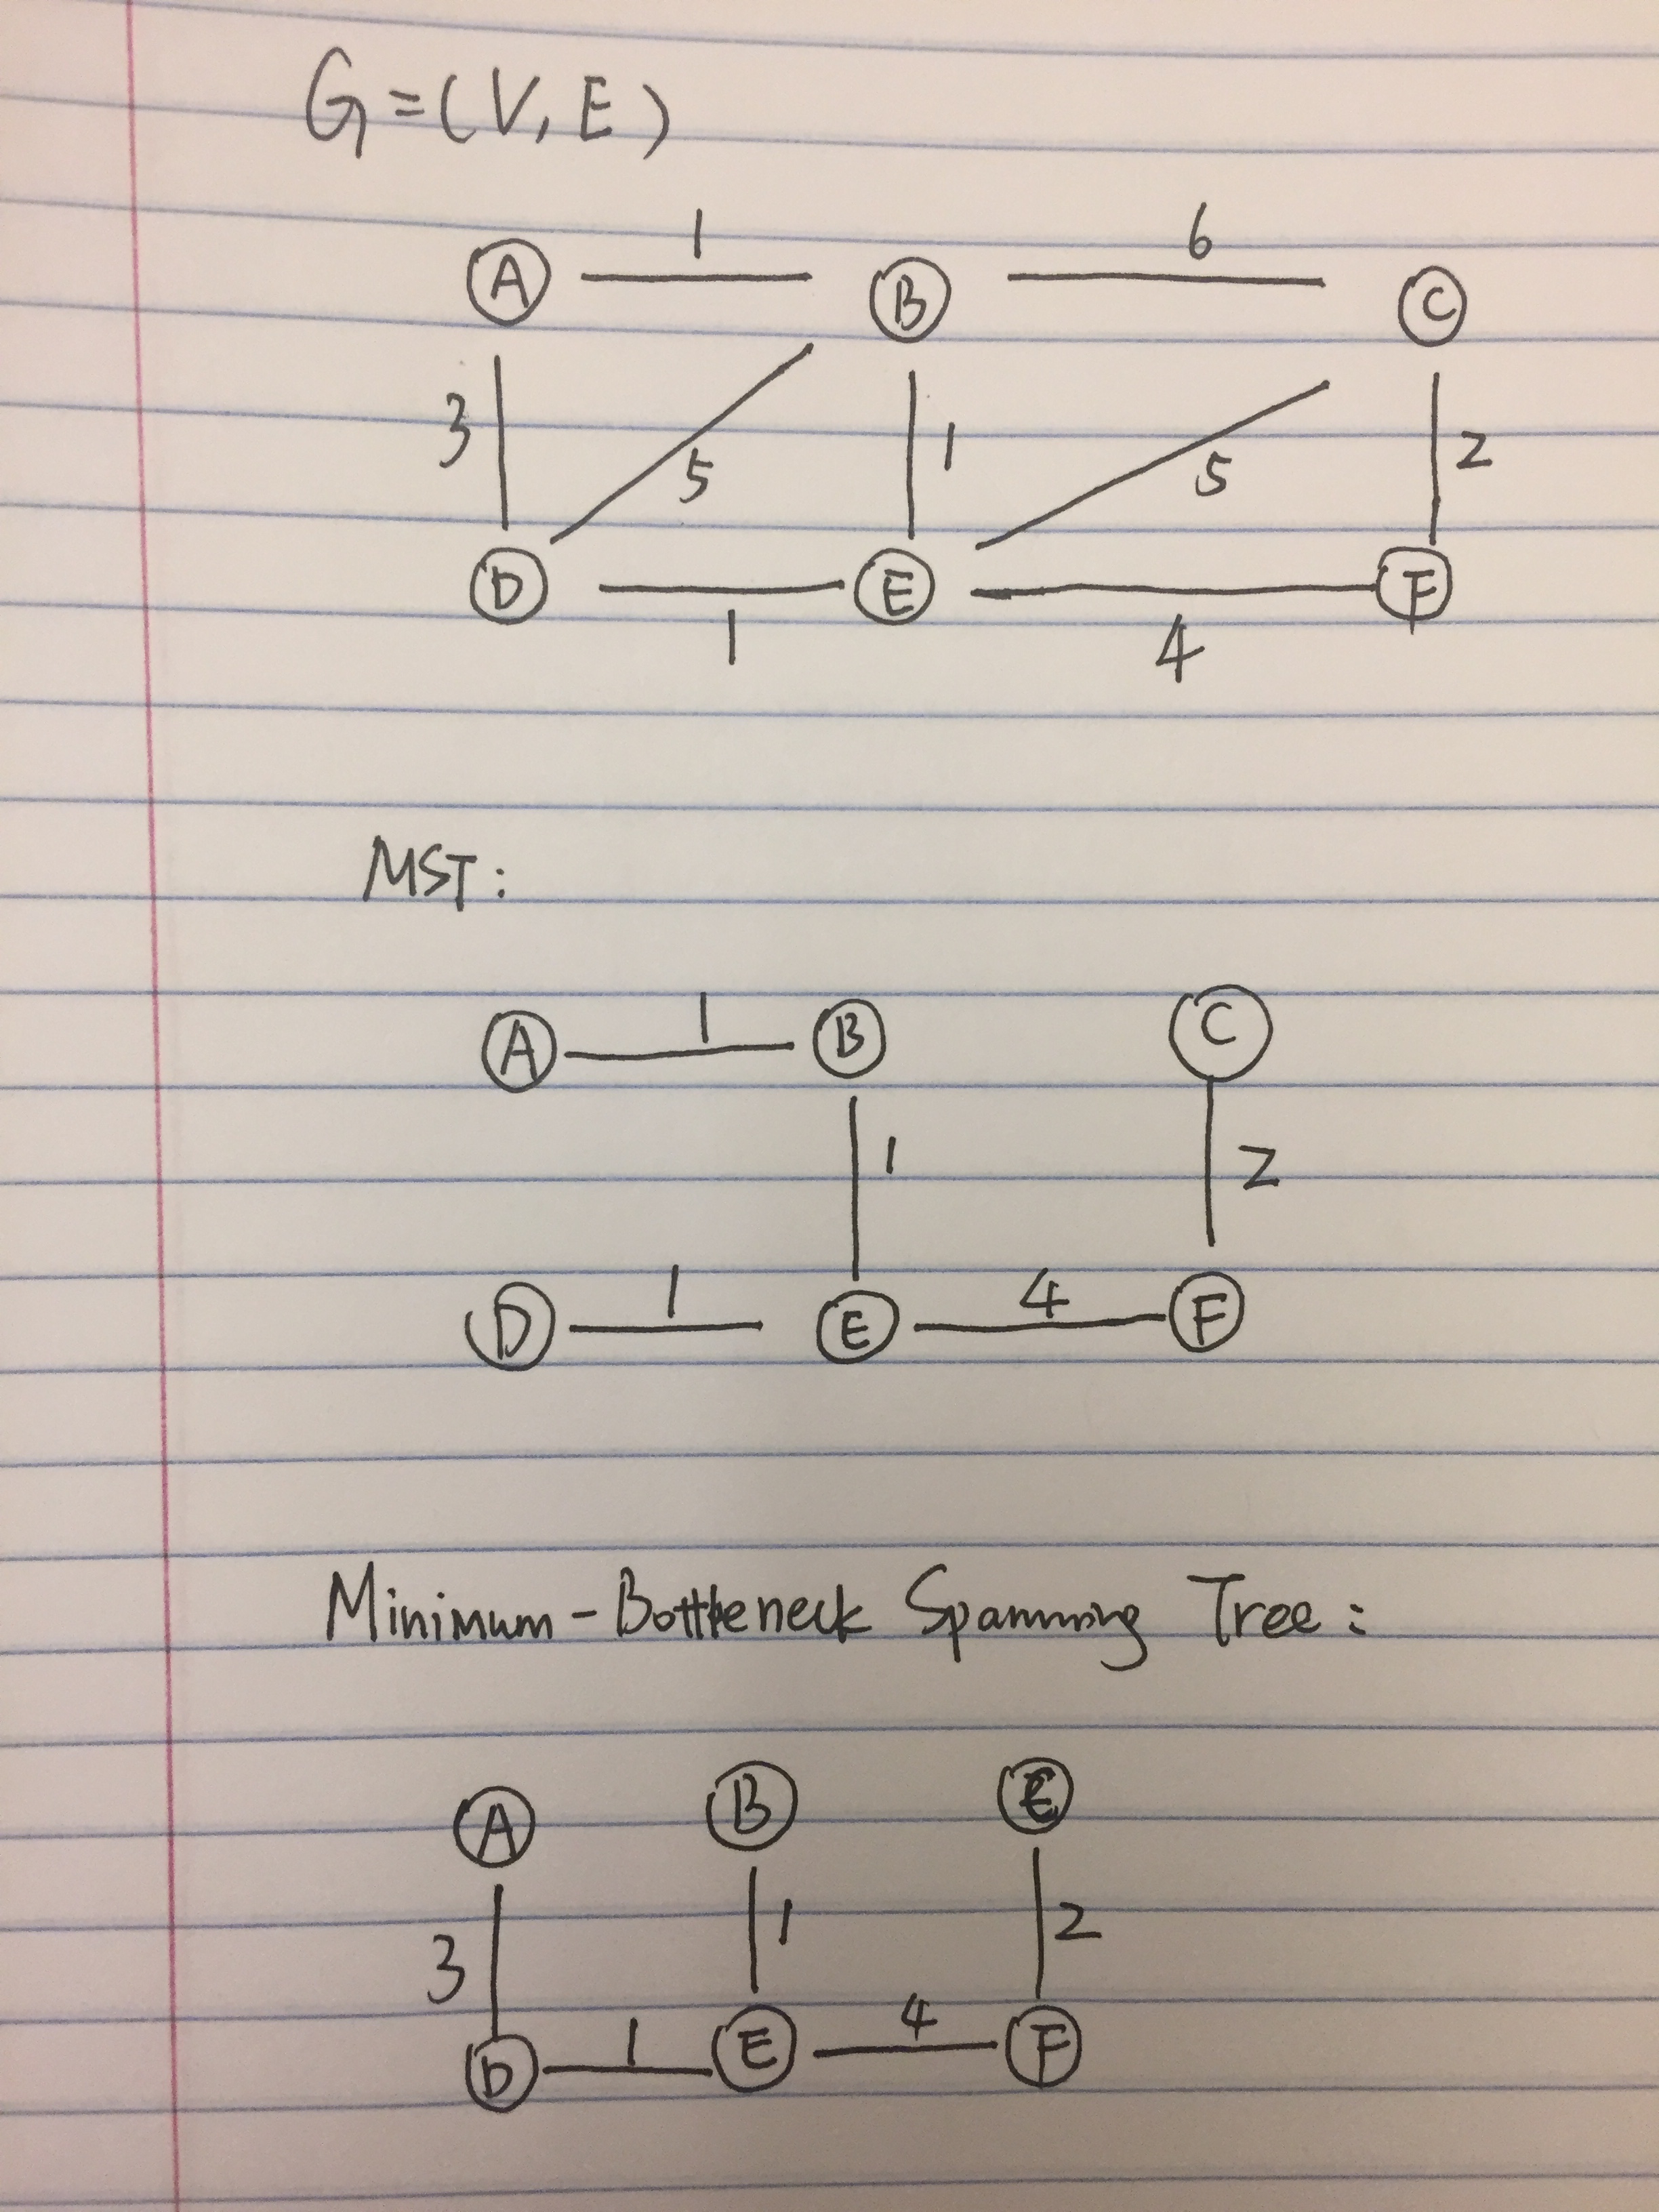 G=(V,E)
1 6
A B C
3 5 1 5 2
D E F
1 4
MST:
1
A B C
1 2
1 4
D E F
Minimum-Bottleneck Spanning Tree:
A B C
3 1 2
1 4
D E F